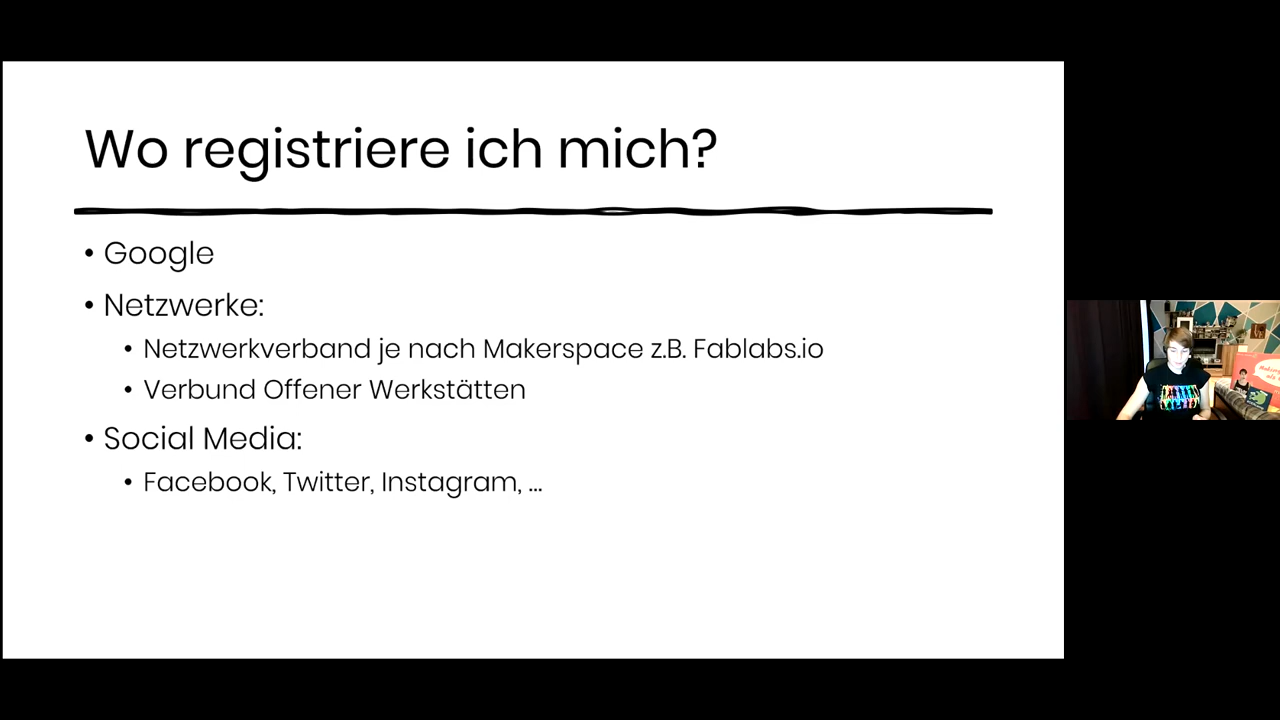 Wo registriere ich mich?
• Google
• Netzwerke:
• Netzwerkverband je nach Makerspace z.B. Fablabs.io
• Verbund Offener Werkstätten
• Social Media:
• Facebook, Twitter, Instagram, ...